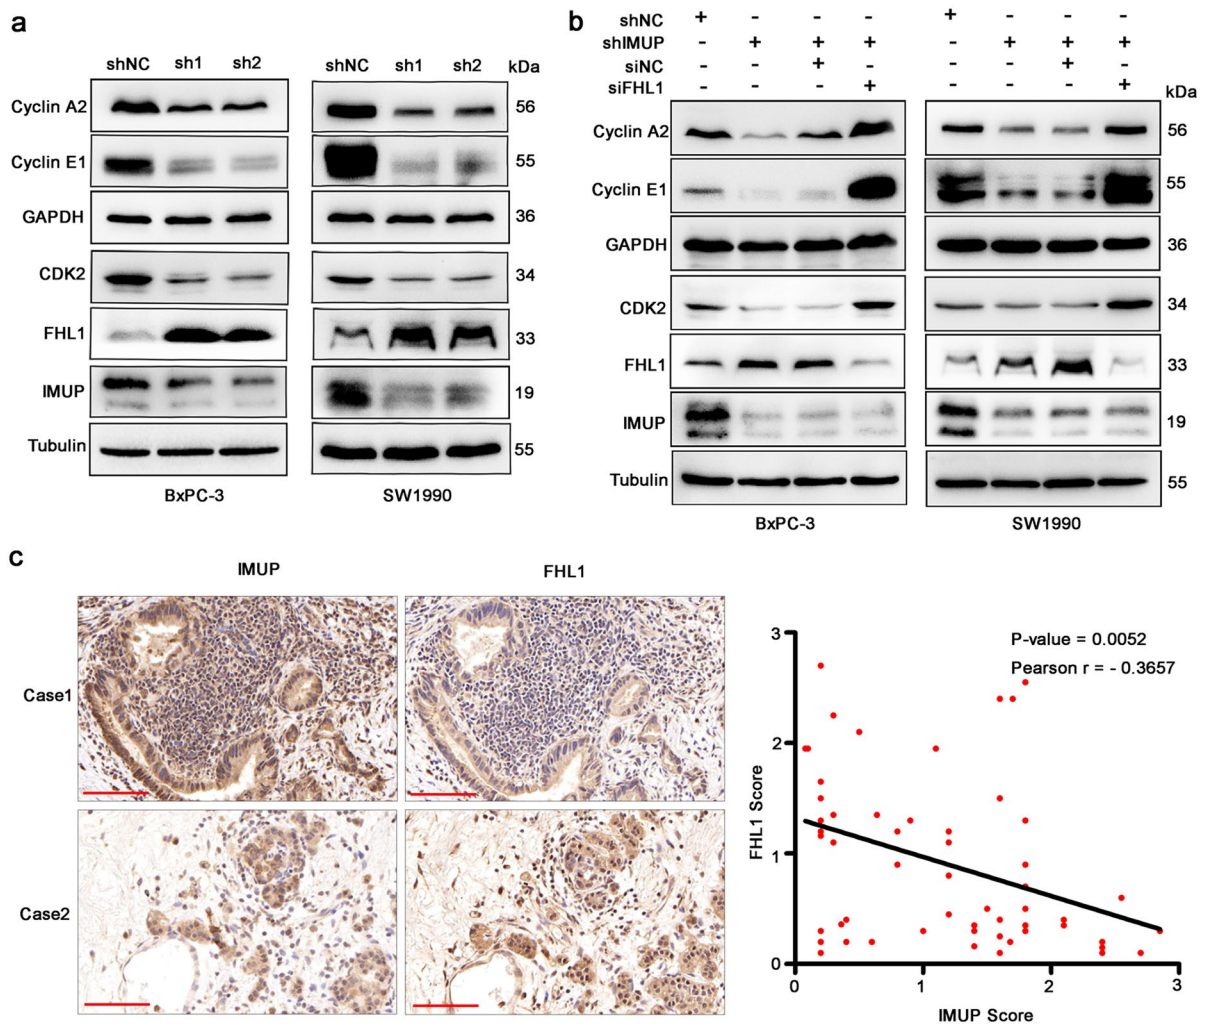 a
shNC sh1 sh2 shNC sh1 sh2 kDa
Cyclin A2 56
Cyclin E1 55
GAPDH 36
CDK2 34
FHL1 33
IMUP 19
Tubulin 55
BxPC-3 SW1990
b
shNC + - - - + - - -
shIMUP - + + + - + + +
siNC - - + - - - + -
siFHL1 - - - + - - - +
kDa
Cyclin A2 56
Cyclin E1 55
GAPDH 36
CDK2 34
FHL1 33
IMUP 19
Tubulin 55
BxPC-3 SW1990
c
IMUP FHL1
Case1
Case2
P-value = 0.0052
Pearson r = - 0.3657
FHL1 Score
3
2
1
0
0 1 2 3
IMUP Score